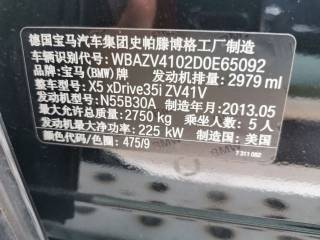 德国宝马汽车集团史帕滕博格工厂制造
车辆识别代号: WBAZV4102D0E65092
品牌: 宝马(BMW)牌 发动机排量: 2979 ml
型号: X5 xDrive35i ZV41V
发动机型号: N55B30A 制造年月: 2013.05
最大允许总质量: 2750 kg 乘坐人数: 5 人
发动机最大净功率: 225 kW 制造国: 美国
颜色代码/色圈: 475/9
7 311 082